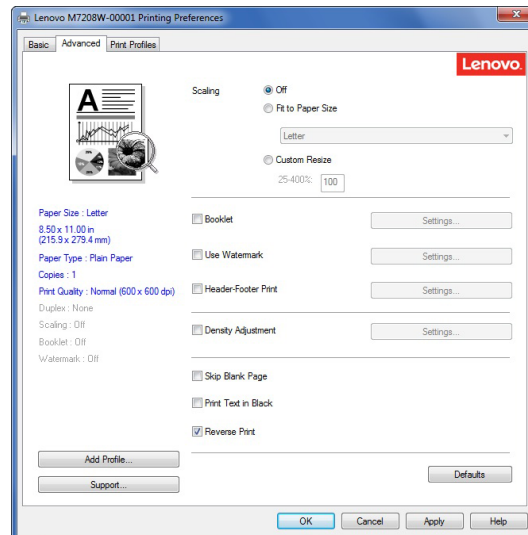 Lenovo M7208W-00001 Printing Preferences
Basic
Advanced
Print Profiles
Lenovo.
A
Scaling
Off
Fit to Paper Size
Letter
Custom Resize
25-400%:
100
Paper Size : Letter
8.50 x 11.00 in
(215.9 x 279.4 mm)
Paper Type : Plain Paper
Copies : 1
Print Quality : Normal (600 x 600 dpi)
Duplex : None
Scaling : Off
Booklet : Off
Watermark : Off
Booklet
Settings...
Use Watermark
Settings...
Header-Footer Print
Settings...
Density Adjustment
Settings...
Skip Blank Page
Print Text in Black
Reverse Print
Add Profile...
Support...
Defaults
OK
Cancel
Apply
Help